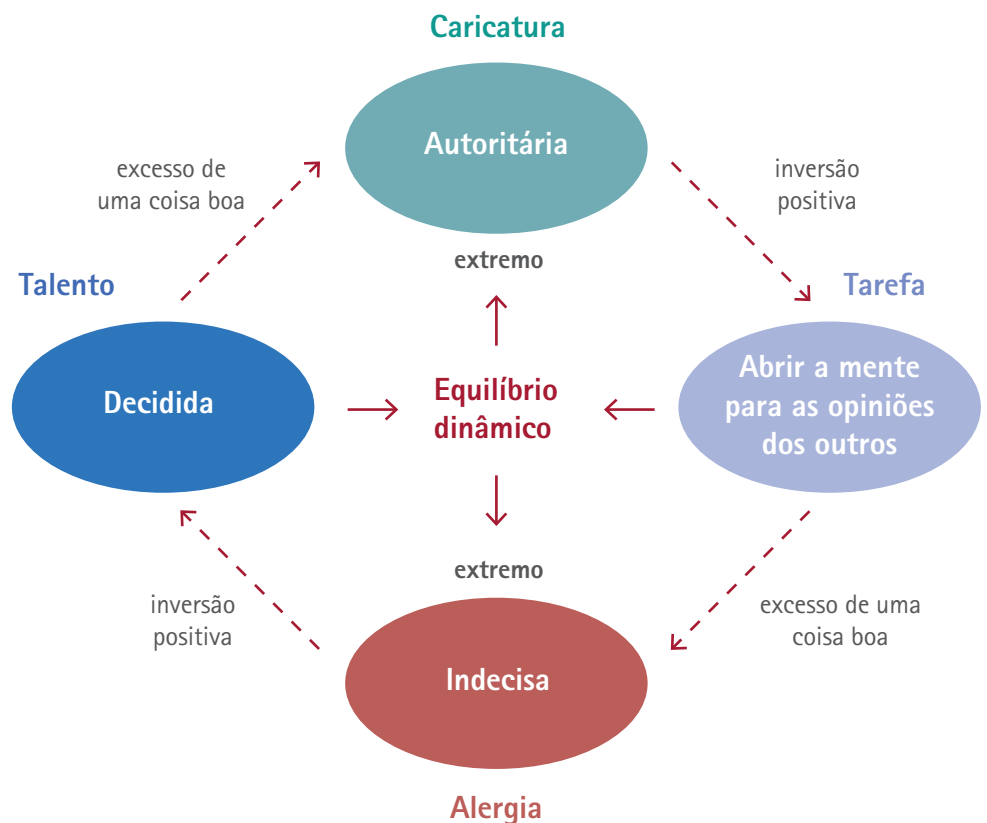 Caricatura
Autoritária
excesso de
uma coisa boa
inversão
positiva
extremo
Talento
Tarefa
Decidida
Equilíbrio
dinâmico
Abrir a mente
para as opiniões
dos outros
extremo
inversão
positiva
excesso de uma
coisa boa
Indecisa
Alergia